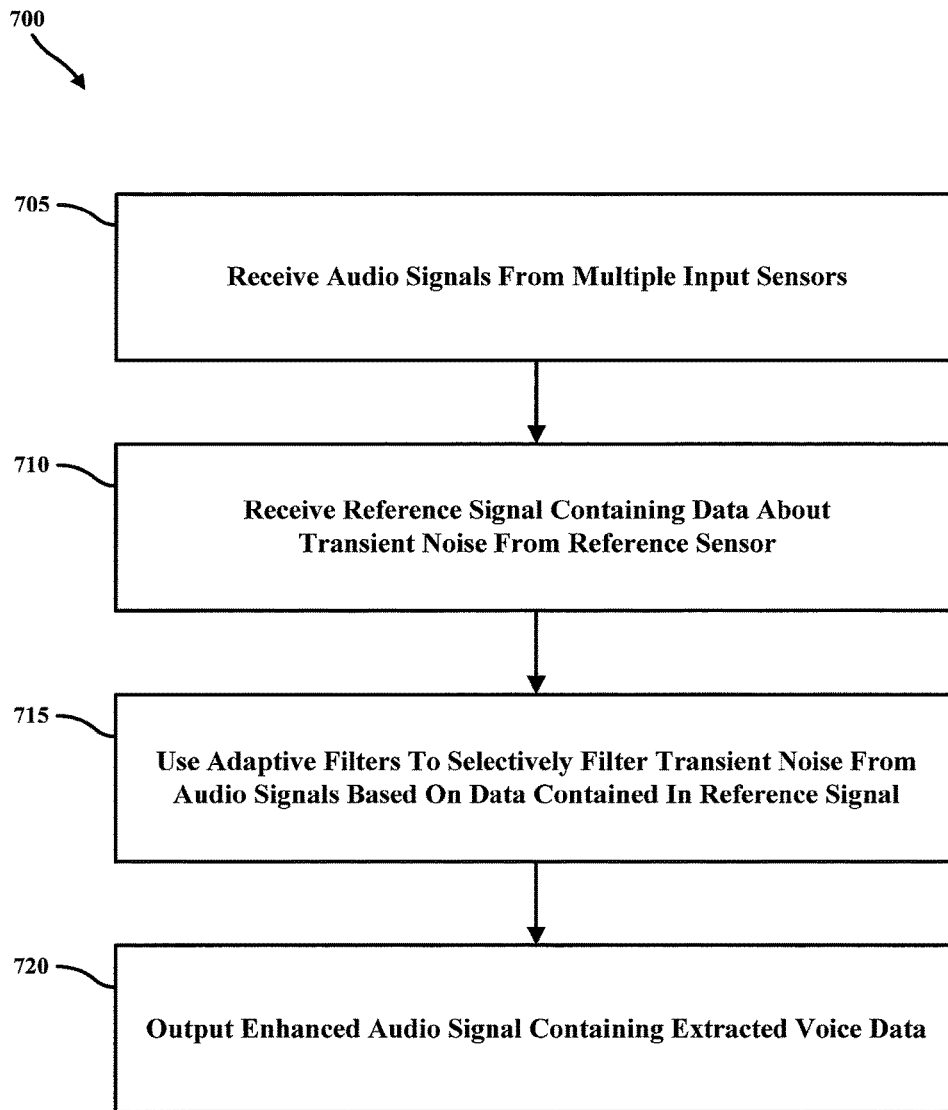 700
705
Receive Audio Signals From Multiple Input Sensors
710
Receive Reference Signal Containing Data About
Transient Noise From Reference Sensor
715
Use Adaptive Filters To Selectively Filter Transient Noise From
Audio Signals Based On Data Contained In Reference Signal
720
Output Enhanced Audio Signal Containing Extracted Voice Data